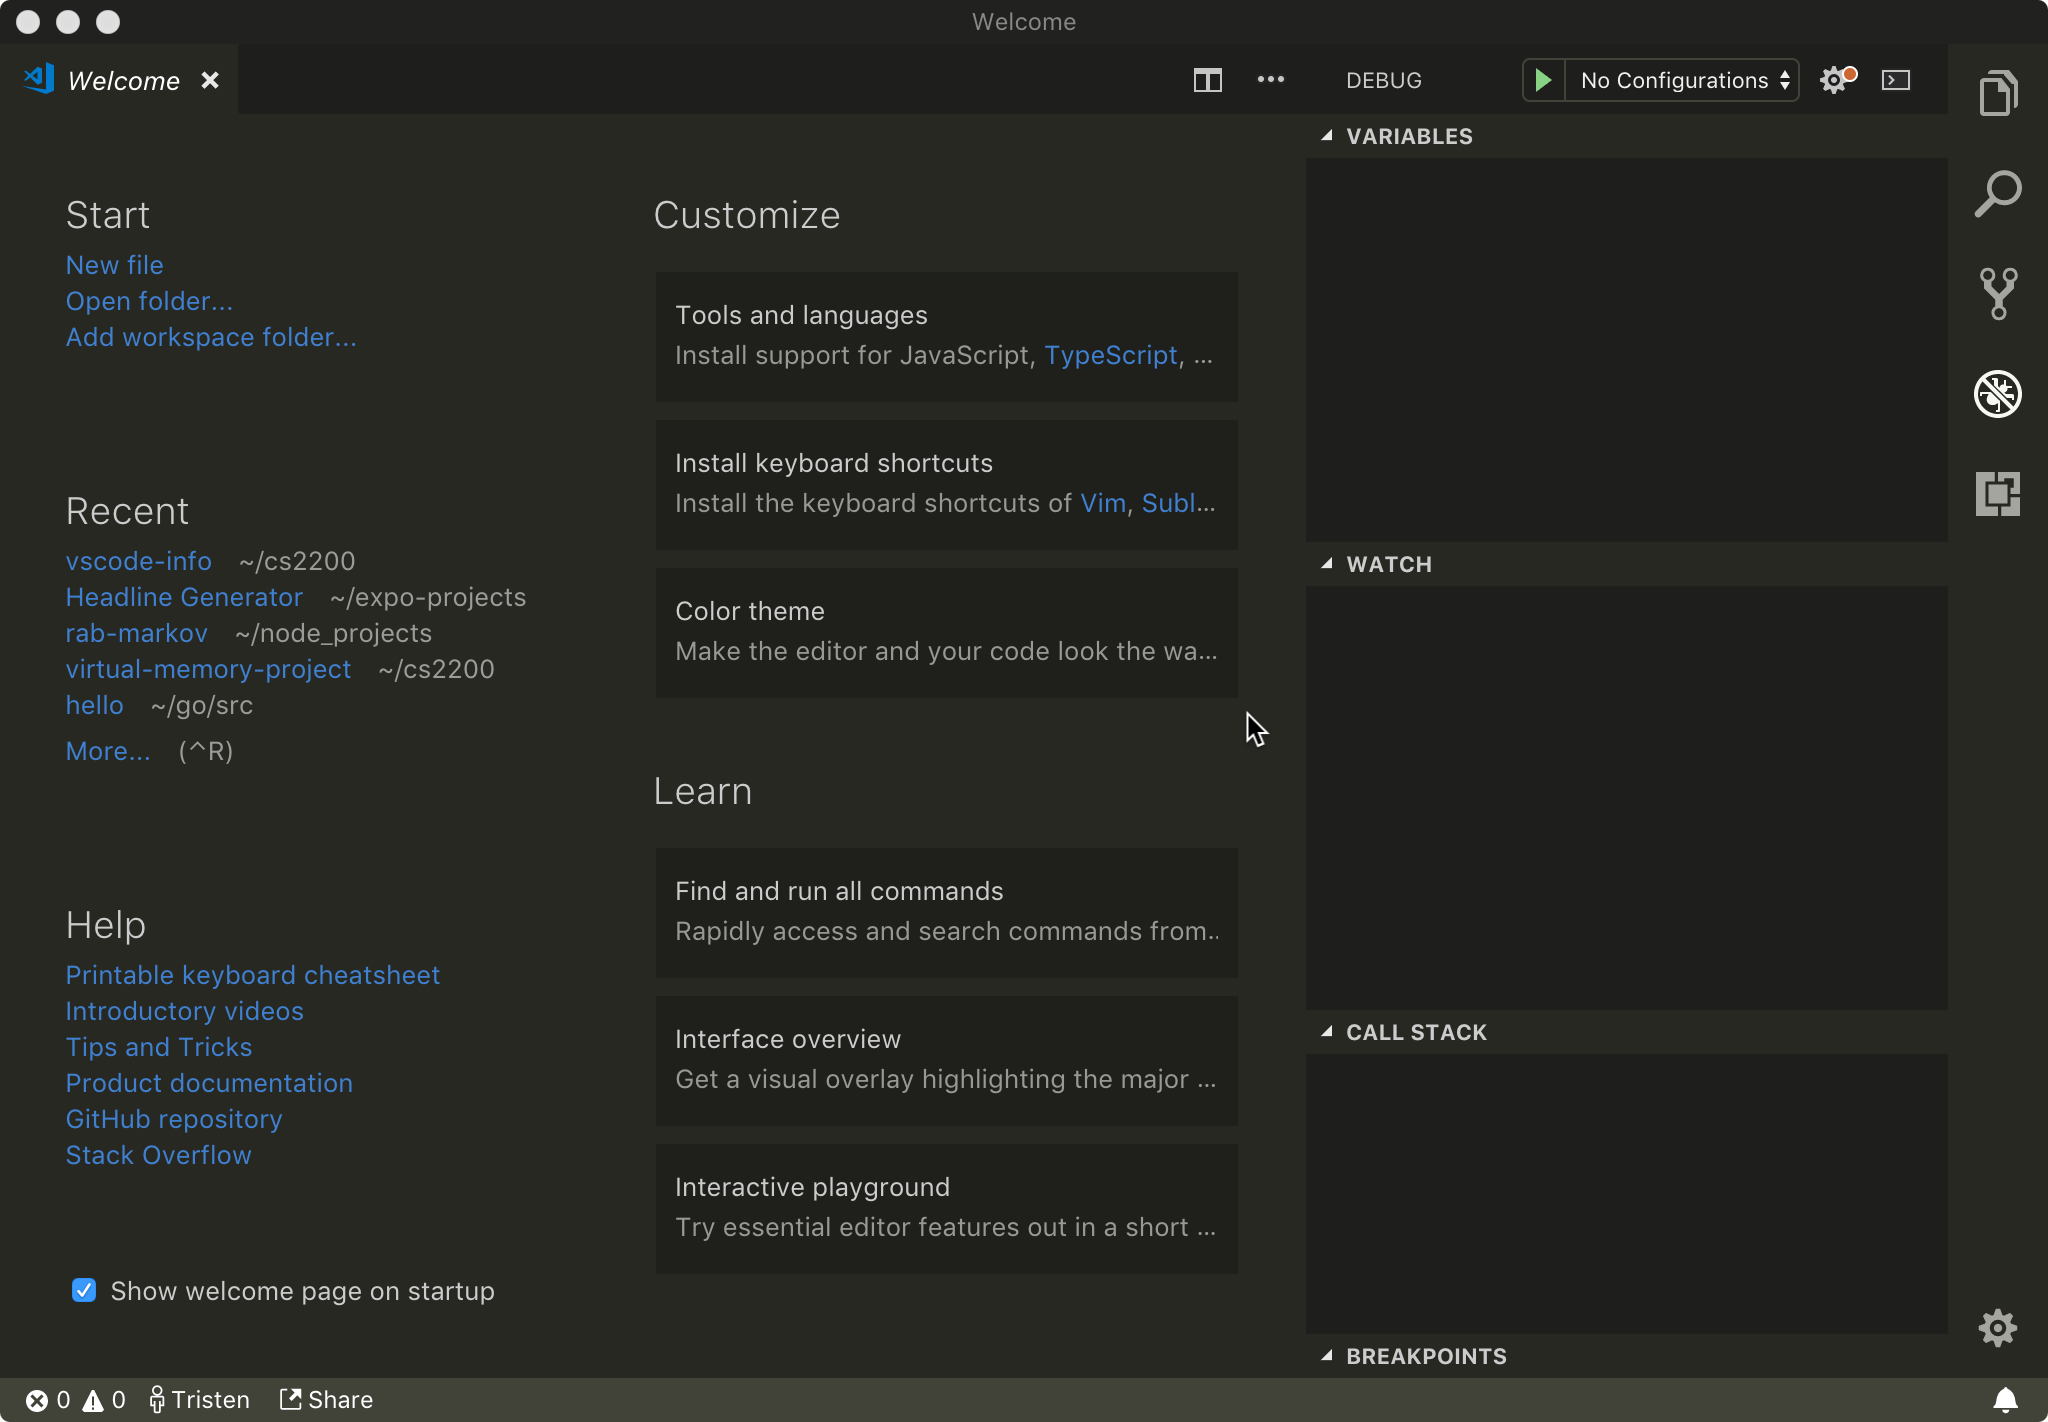 Welcome
Welcome
DEBUG
No Configurations
Start
New file
Open folder...
Add workspace folder...
Recent
vscode-info ~/cs2200
Headline Generator ~/expo-projects
rab-markov ~/node_projects
virtual-memory-project ~/cs2200
hello ~/go/src
More... (^R)
Help
Printable keyboard cheatsheet
Introductory videos
Tips and Tricks
Product documentation
GitHub repository
Stack Overflow
Show welcome page on startup
Customize
Tools and languages
Install support for JavaScript, TypeScript, ...
Install keyboard shortcuts
Install the keyboard shortcuts of Vim, Subl...
Color theme
Make the editor and your code look the wa...
Learn
Find and run all commands
Rapidly access and search commands from..
Interface overview
Get a visual overlay highlighting the major ...
Interactive playground
Try essential editor features out in a short ...
VARIABLES
WATCH
CALL STACK
BREAKPOINTS
0 0 Tristen Share